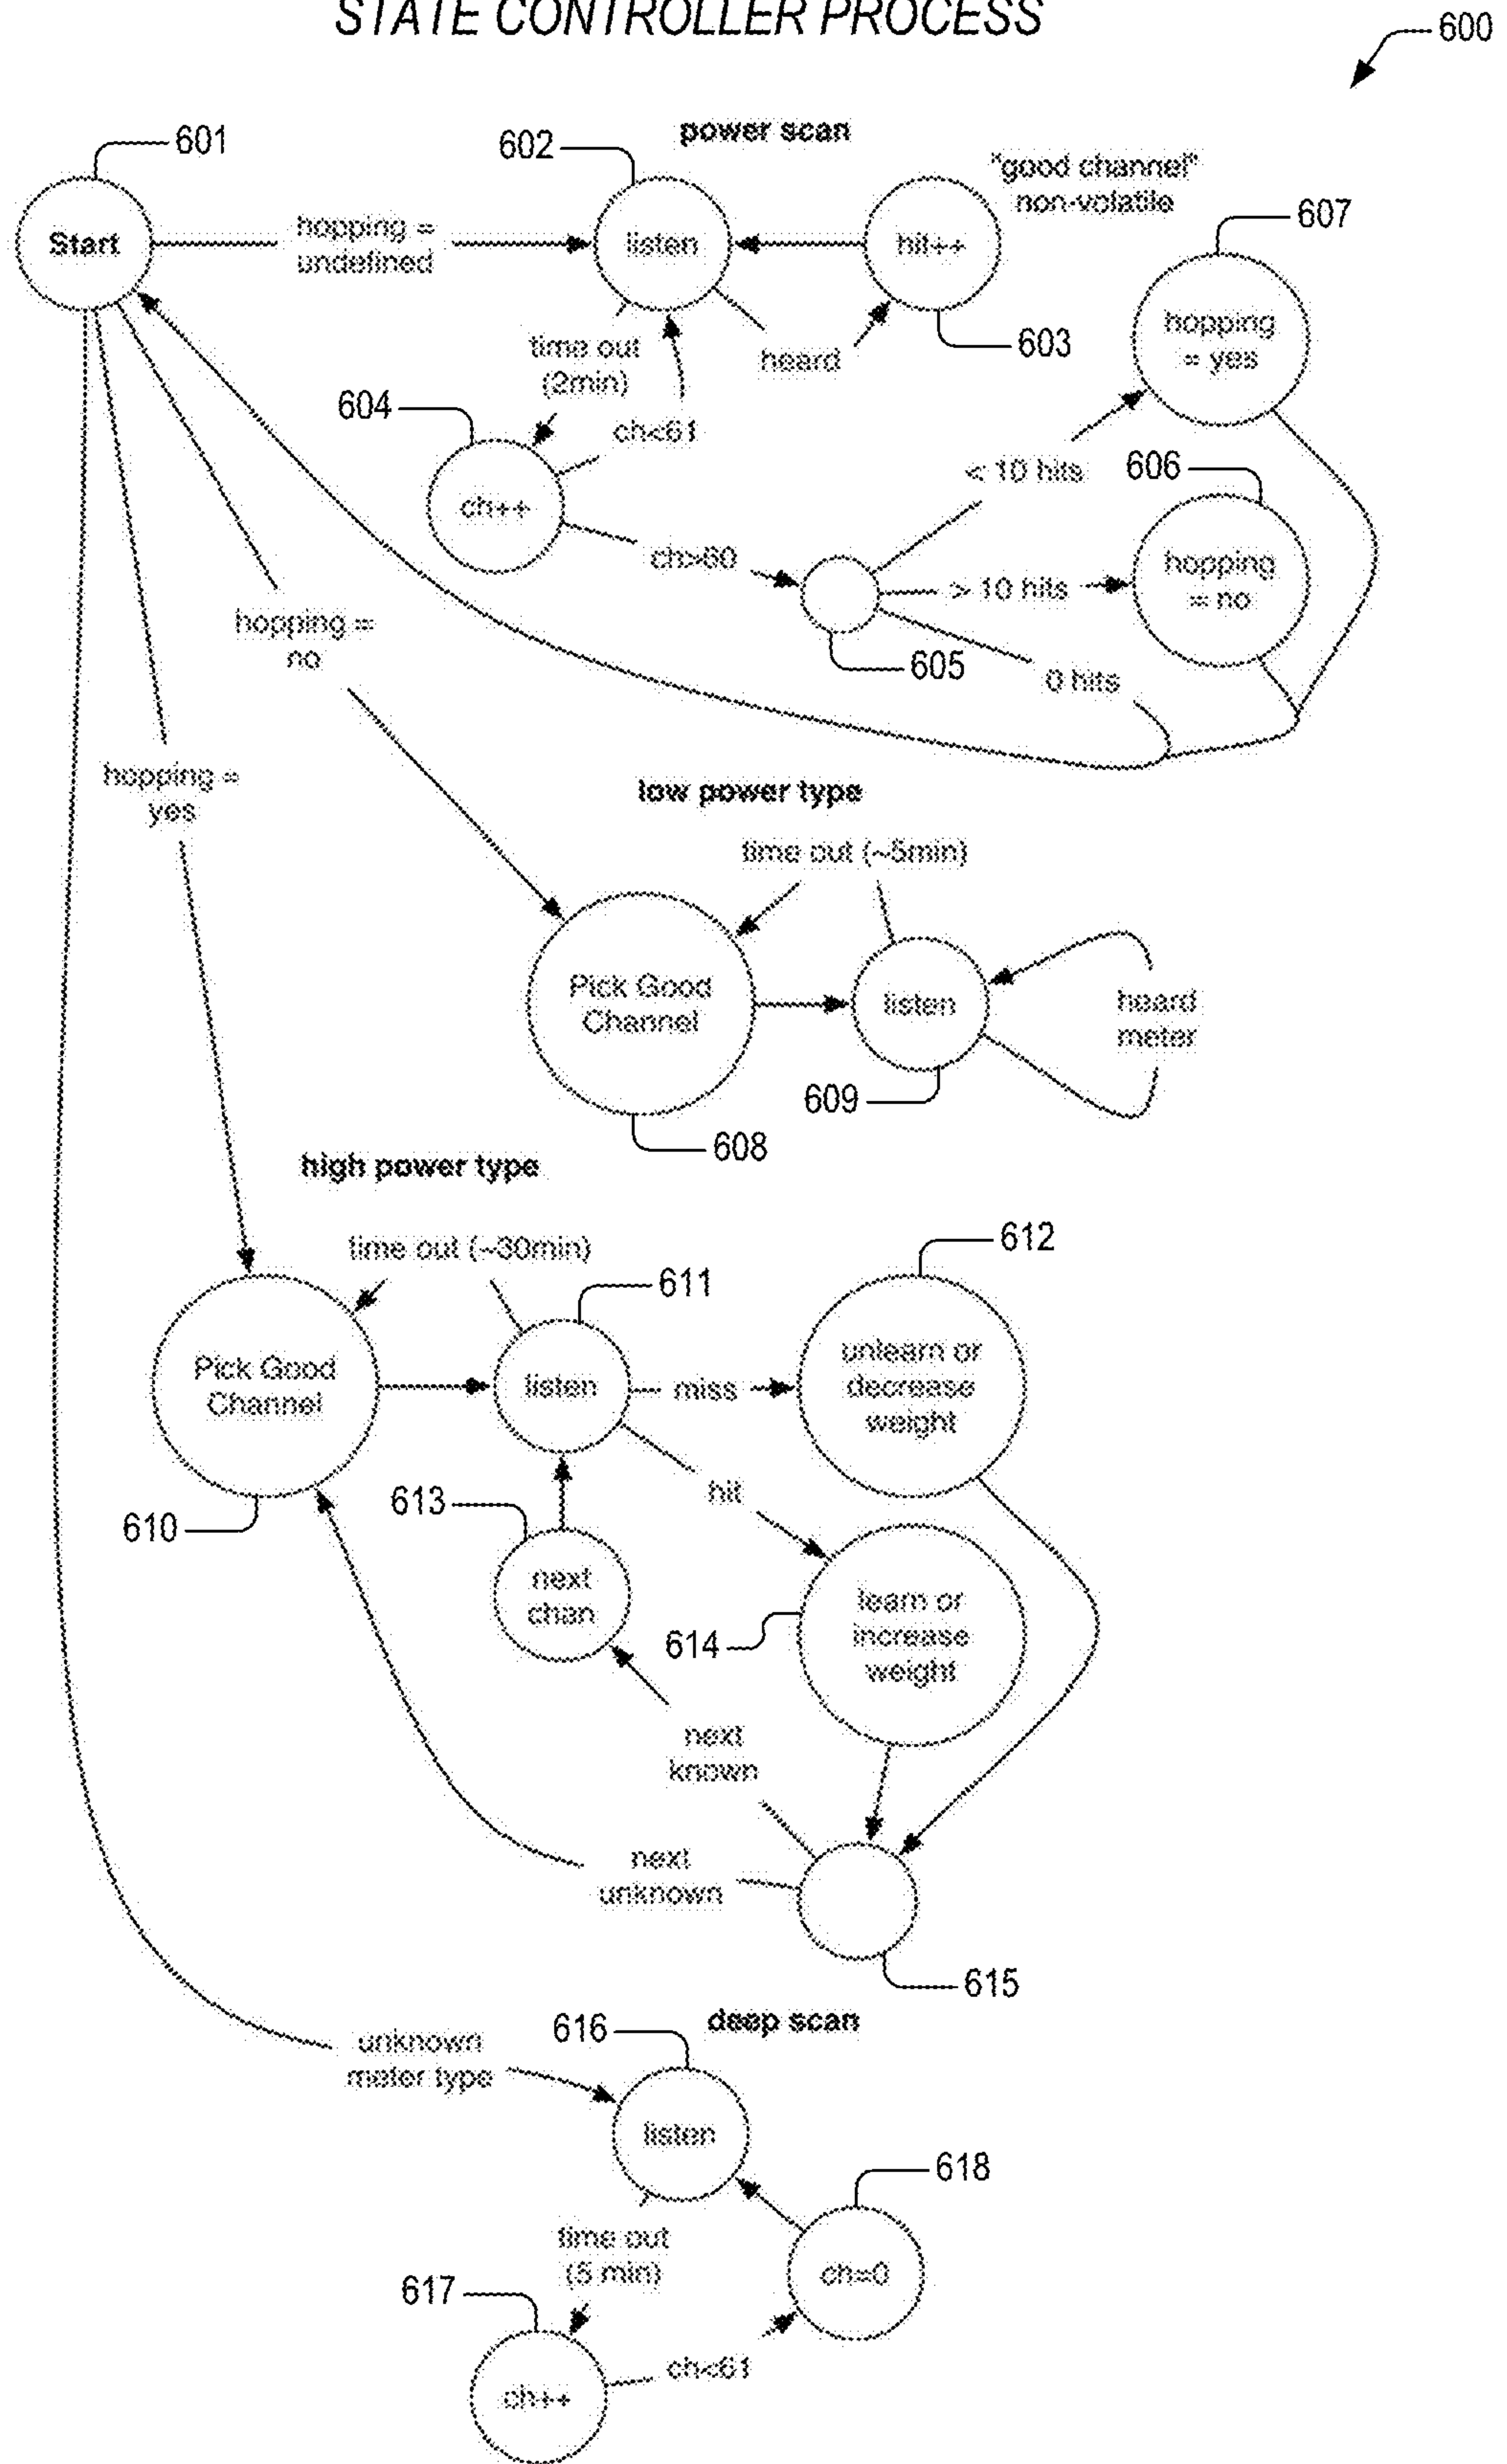 STATE CONTROLLER PROCESS
600
601
602
power scan
"good channel"
non-volatile
607
Start
hopping =
undefined
listen
hit++
603
hopping
= yes
time out
(2min)
heard
604
ch<61
ch++
< 10 hits
606
ch>60
> 10 hits
hopping
= no
605
0 hits
hopping =
no
hopping =
yes
low power type
time out (~5min)
Pick Good
Channel
listen
heard
meter
609
608
high power type
time out (~30min)
611
612
Pick Good
Channel
listen
miss
unlearn or
decrease
weight
hit
613
610
next
chan
614
learn or
increase
weight
next
known
next
unknown
615
deep scan
616
unknown
meter type
listen
618
time out
(5 min)
ch=0
617
ch<61
ch++